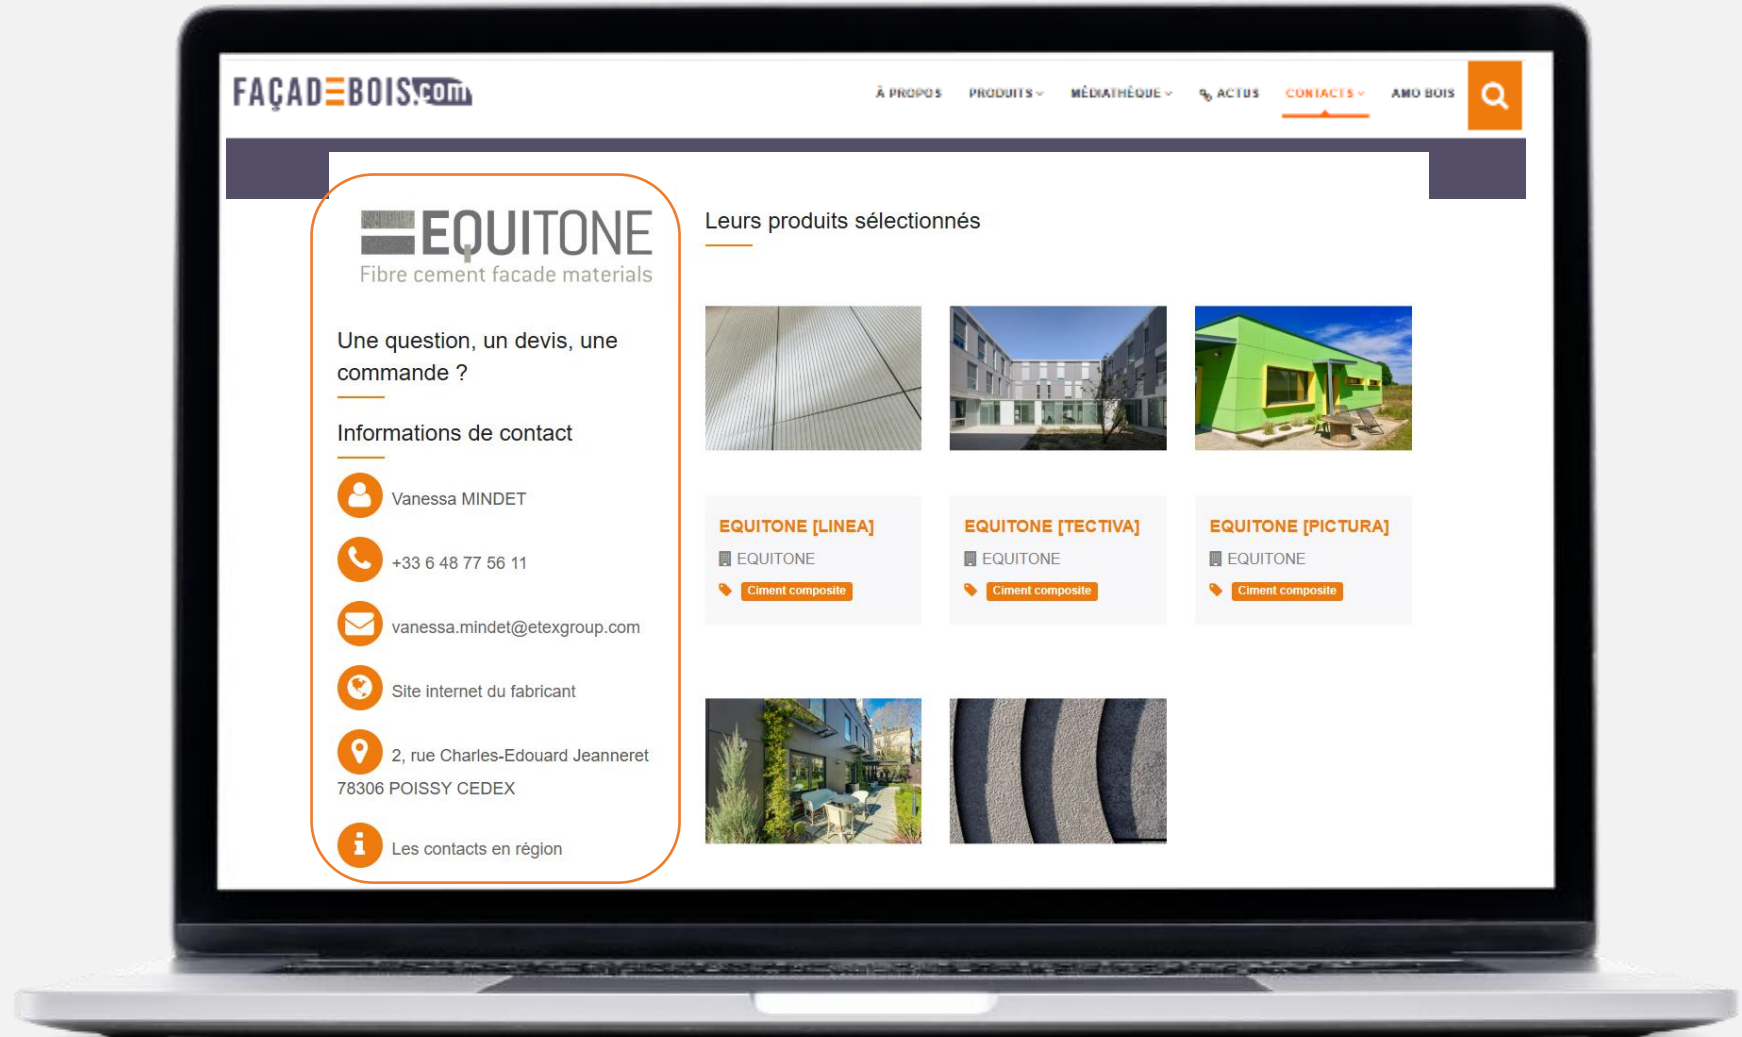 FAÇADEBOIS.com
À PROPOS PRODUITS MÉDIATHÈQUE ACTUS CONTACTS AMO BOIS
EQUITONE
Fibre cement facade materials
Une question, un devis, une
commande ?
Informations de contact
Vanessa MINDET
+33 6 48 77 56 11
vanessa.mindet@etexgroup.com
Site internet du fabricant
2, rue Charles-Edouard Jeanneret
78306 POISSY CEDEX
Les contacts en région
Leurs produits sélectionnés
EQUITONE [LINEA]
EQUITONE
Ciment composite
EQUITONE [TECTIVA]
EQUITONE
Ciment composite
EQUITONE [PICTURA]
EQUITONE
Ciment composite